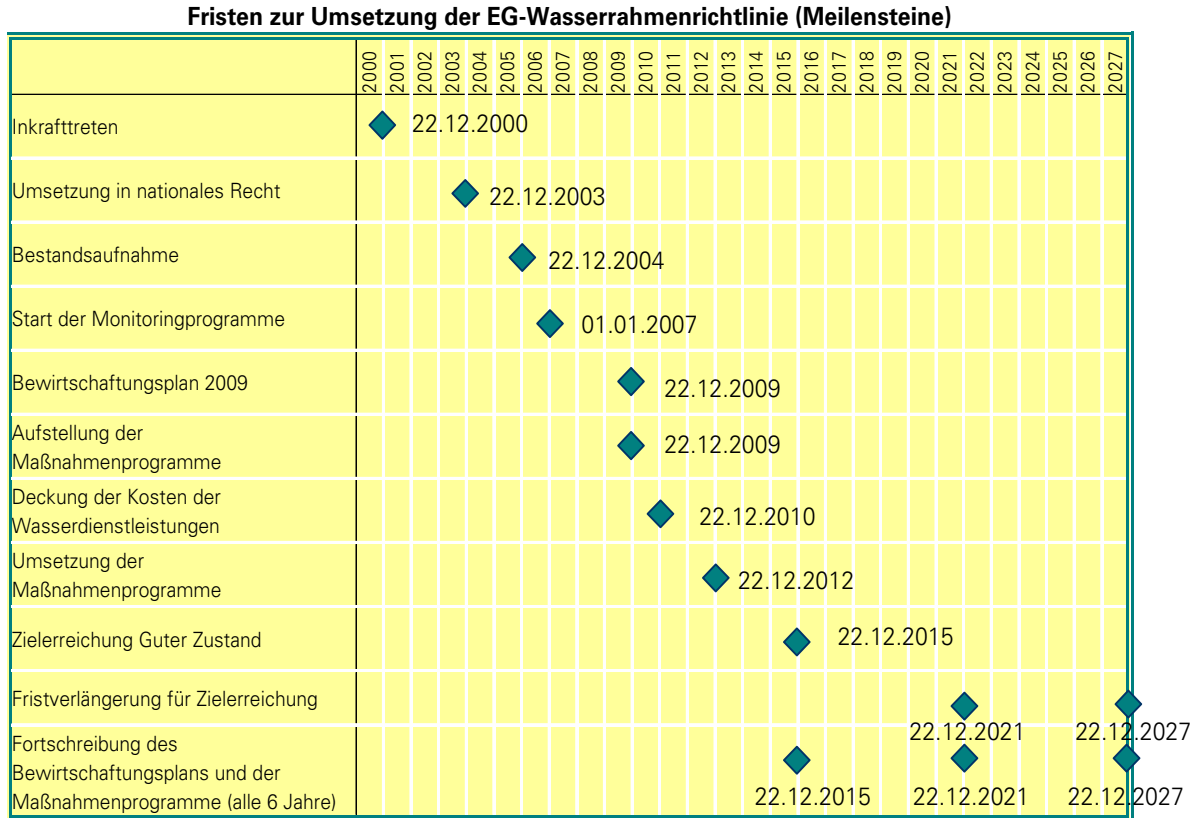 Fristen zur Umsetzung der EG-Wasserrahmenrichtlinie (Meilensteine)
2000 2001 2002 2003 2004 2005 2006 2007 2008 2009 2010 2011 2012 2013 2014 2015 2016 2017 2018 2019 2020 2021 2022 2023 2024 2025 2026 2027
Inkrafttreten 22.12.2000
Umsetzung in nationales Recht 22.12.2003
Bestandsaufnahme 22.12.2004
Start der Monitoringprogramme 01.01.2007
Bewirtschaftungsplan 2009 22.12.2009
Aufstellung der
Maßnahmenprogramme 22.12.2009
Deckung der Kosten der
Wasserdienstleistungen 22.12.2010
Umsetzung der
Maßnahmenprogramme 22.12.2012
Zielerreichung Guter Zustand 22.12.2015
Fristverlängerung für Zielerreichung
22.12.2021 22.12.2027
Fortschreibung des
Bewirtschaftungsplans und der
Maßnahmenprogramme (alle 6 Jahre) 22.12.2015 22.12.2021 22.12.2027